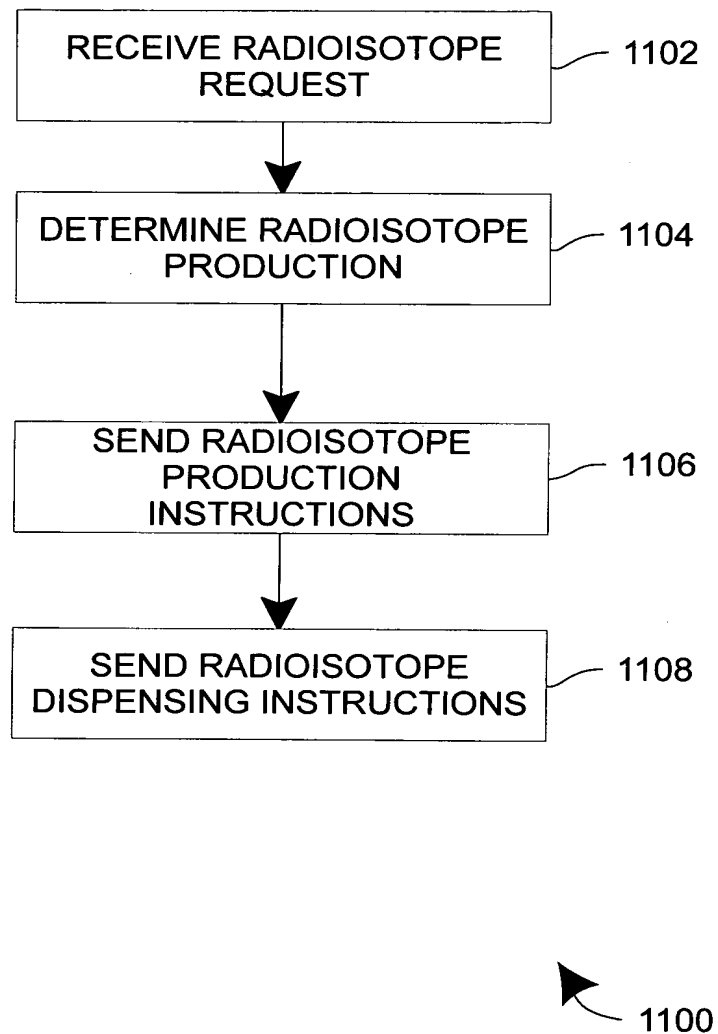 RECEIVE RADIOISOTOPE
REQUEST
1102
DETERMINE RADIOISOTOPE
PRODUCTION
1104
SEND RADIOISOTOPE
PRODUCTION
INSTRUCTIONS
1106
SEND RADIOISOTOPE
DISPENSING INSTRUCTIONS
1108
1100